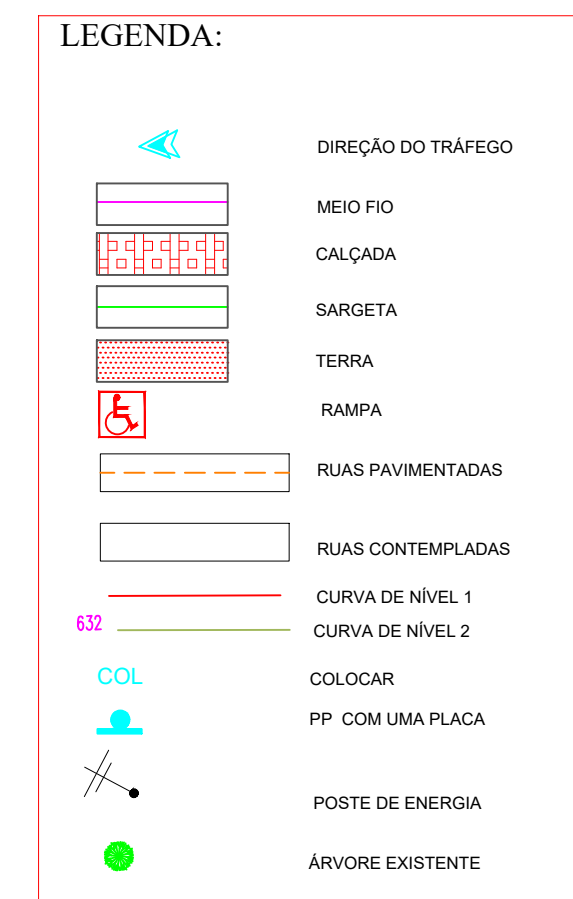 LEGENDA:
DIREÇÃO DO TRÁFEGO
MEIO FIO
CALÇADA
SARGETA
TERRA
RAMPA
RUAS PAVIMENTADAS
RUAS CONTEMPLADAS
CURVA DE NÍVEL 1
632 CURVA DE NÍVEL 2
COL COLOCAR
PP COM UMA PLACA
POSTE DE ENERGIA
ÁRVORE EXISTENTE